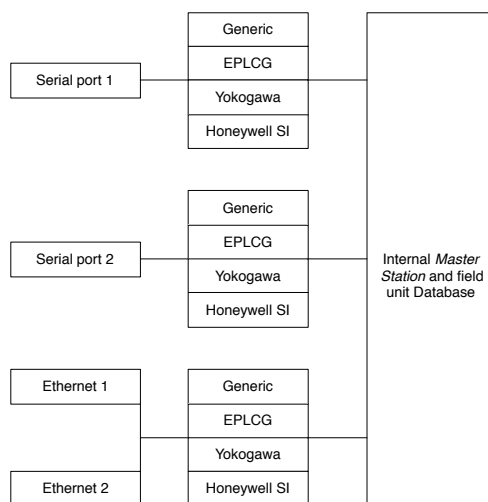 Generic
EPLCG
Serial port 1
Yokogawa
Honeywell SI
Generic
EPLCG
Serial port 2
Yokogawa
Honeywell SI
Internal Master
Station and field
unit Database
Ethernet 1
Generic
EPLCG
Yokogawa
Ethernet 2
Honeywell SI